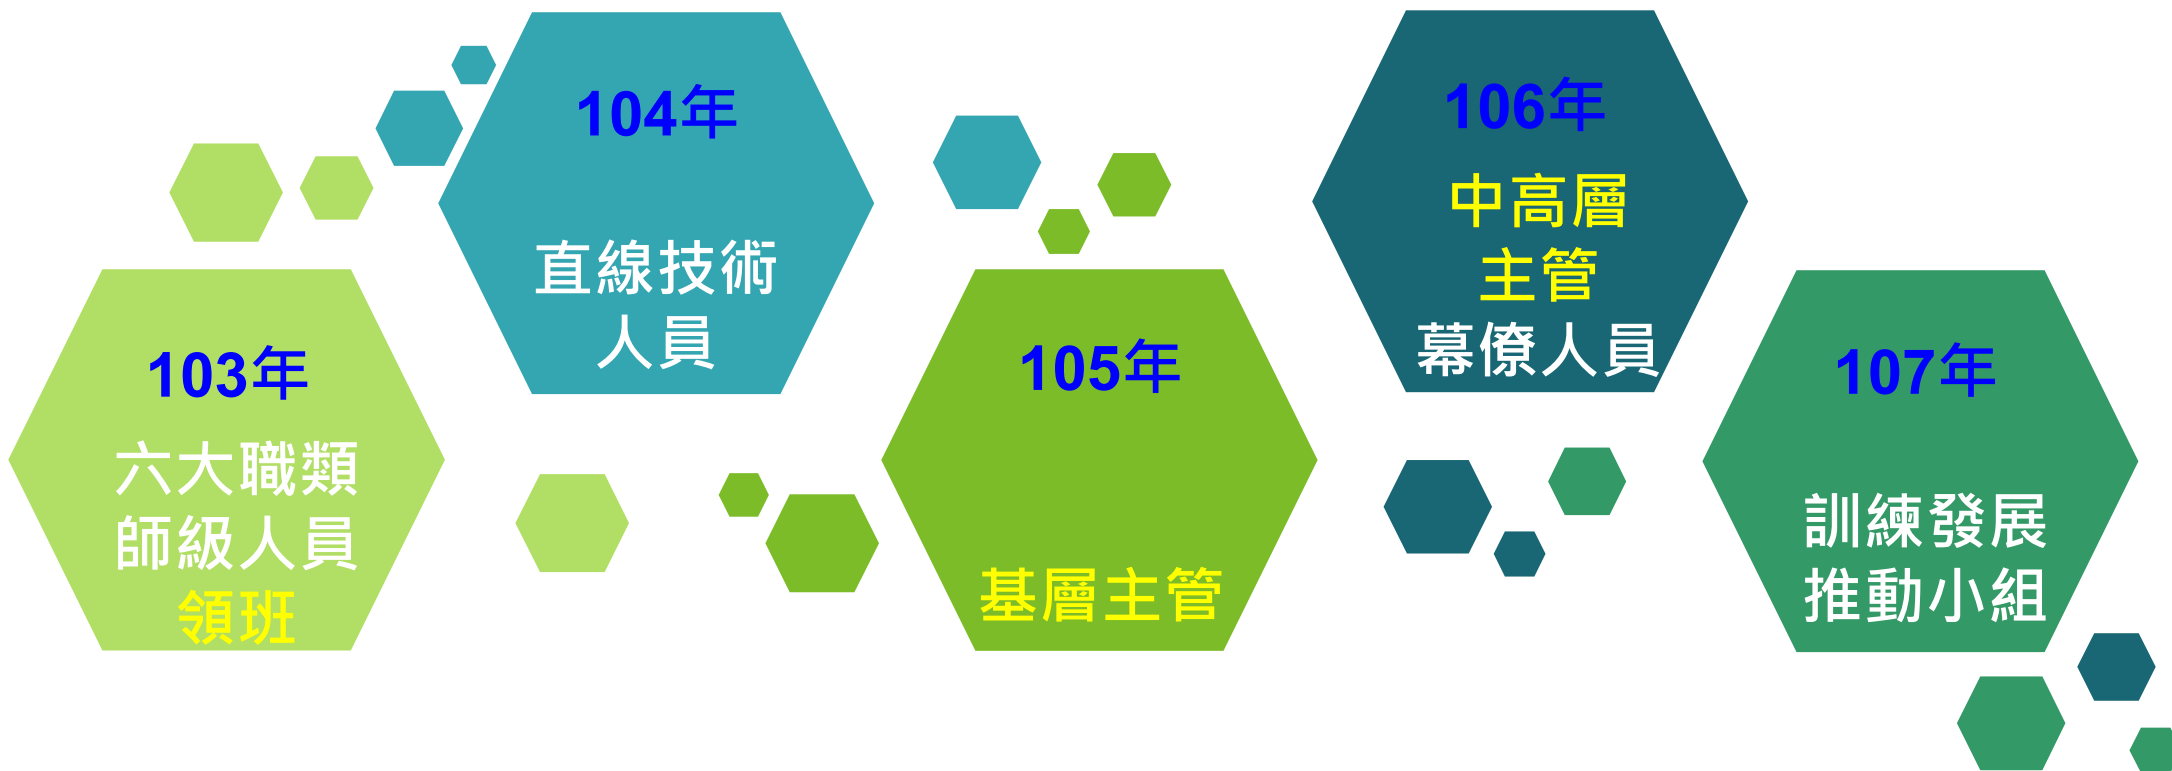 103年
六大職類
師級人員
領班
104年
直線技術
人員
105年
基層主管
106年
中高層
主管
幕僚人員
107年
訓練發展
推動小組